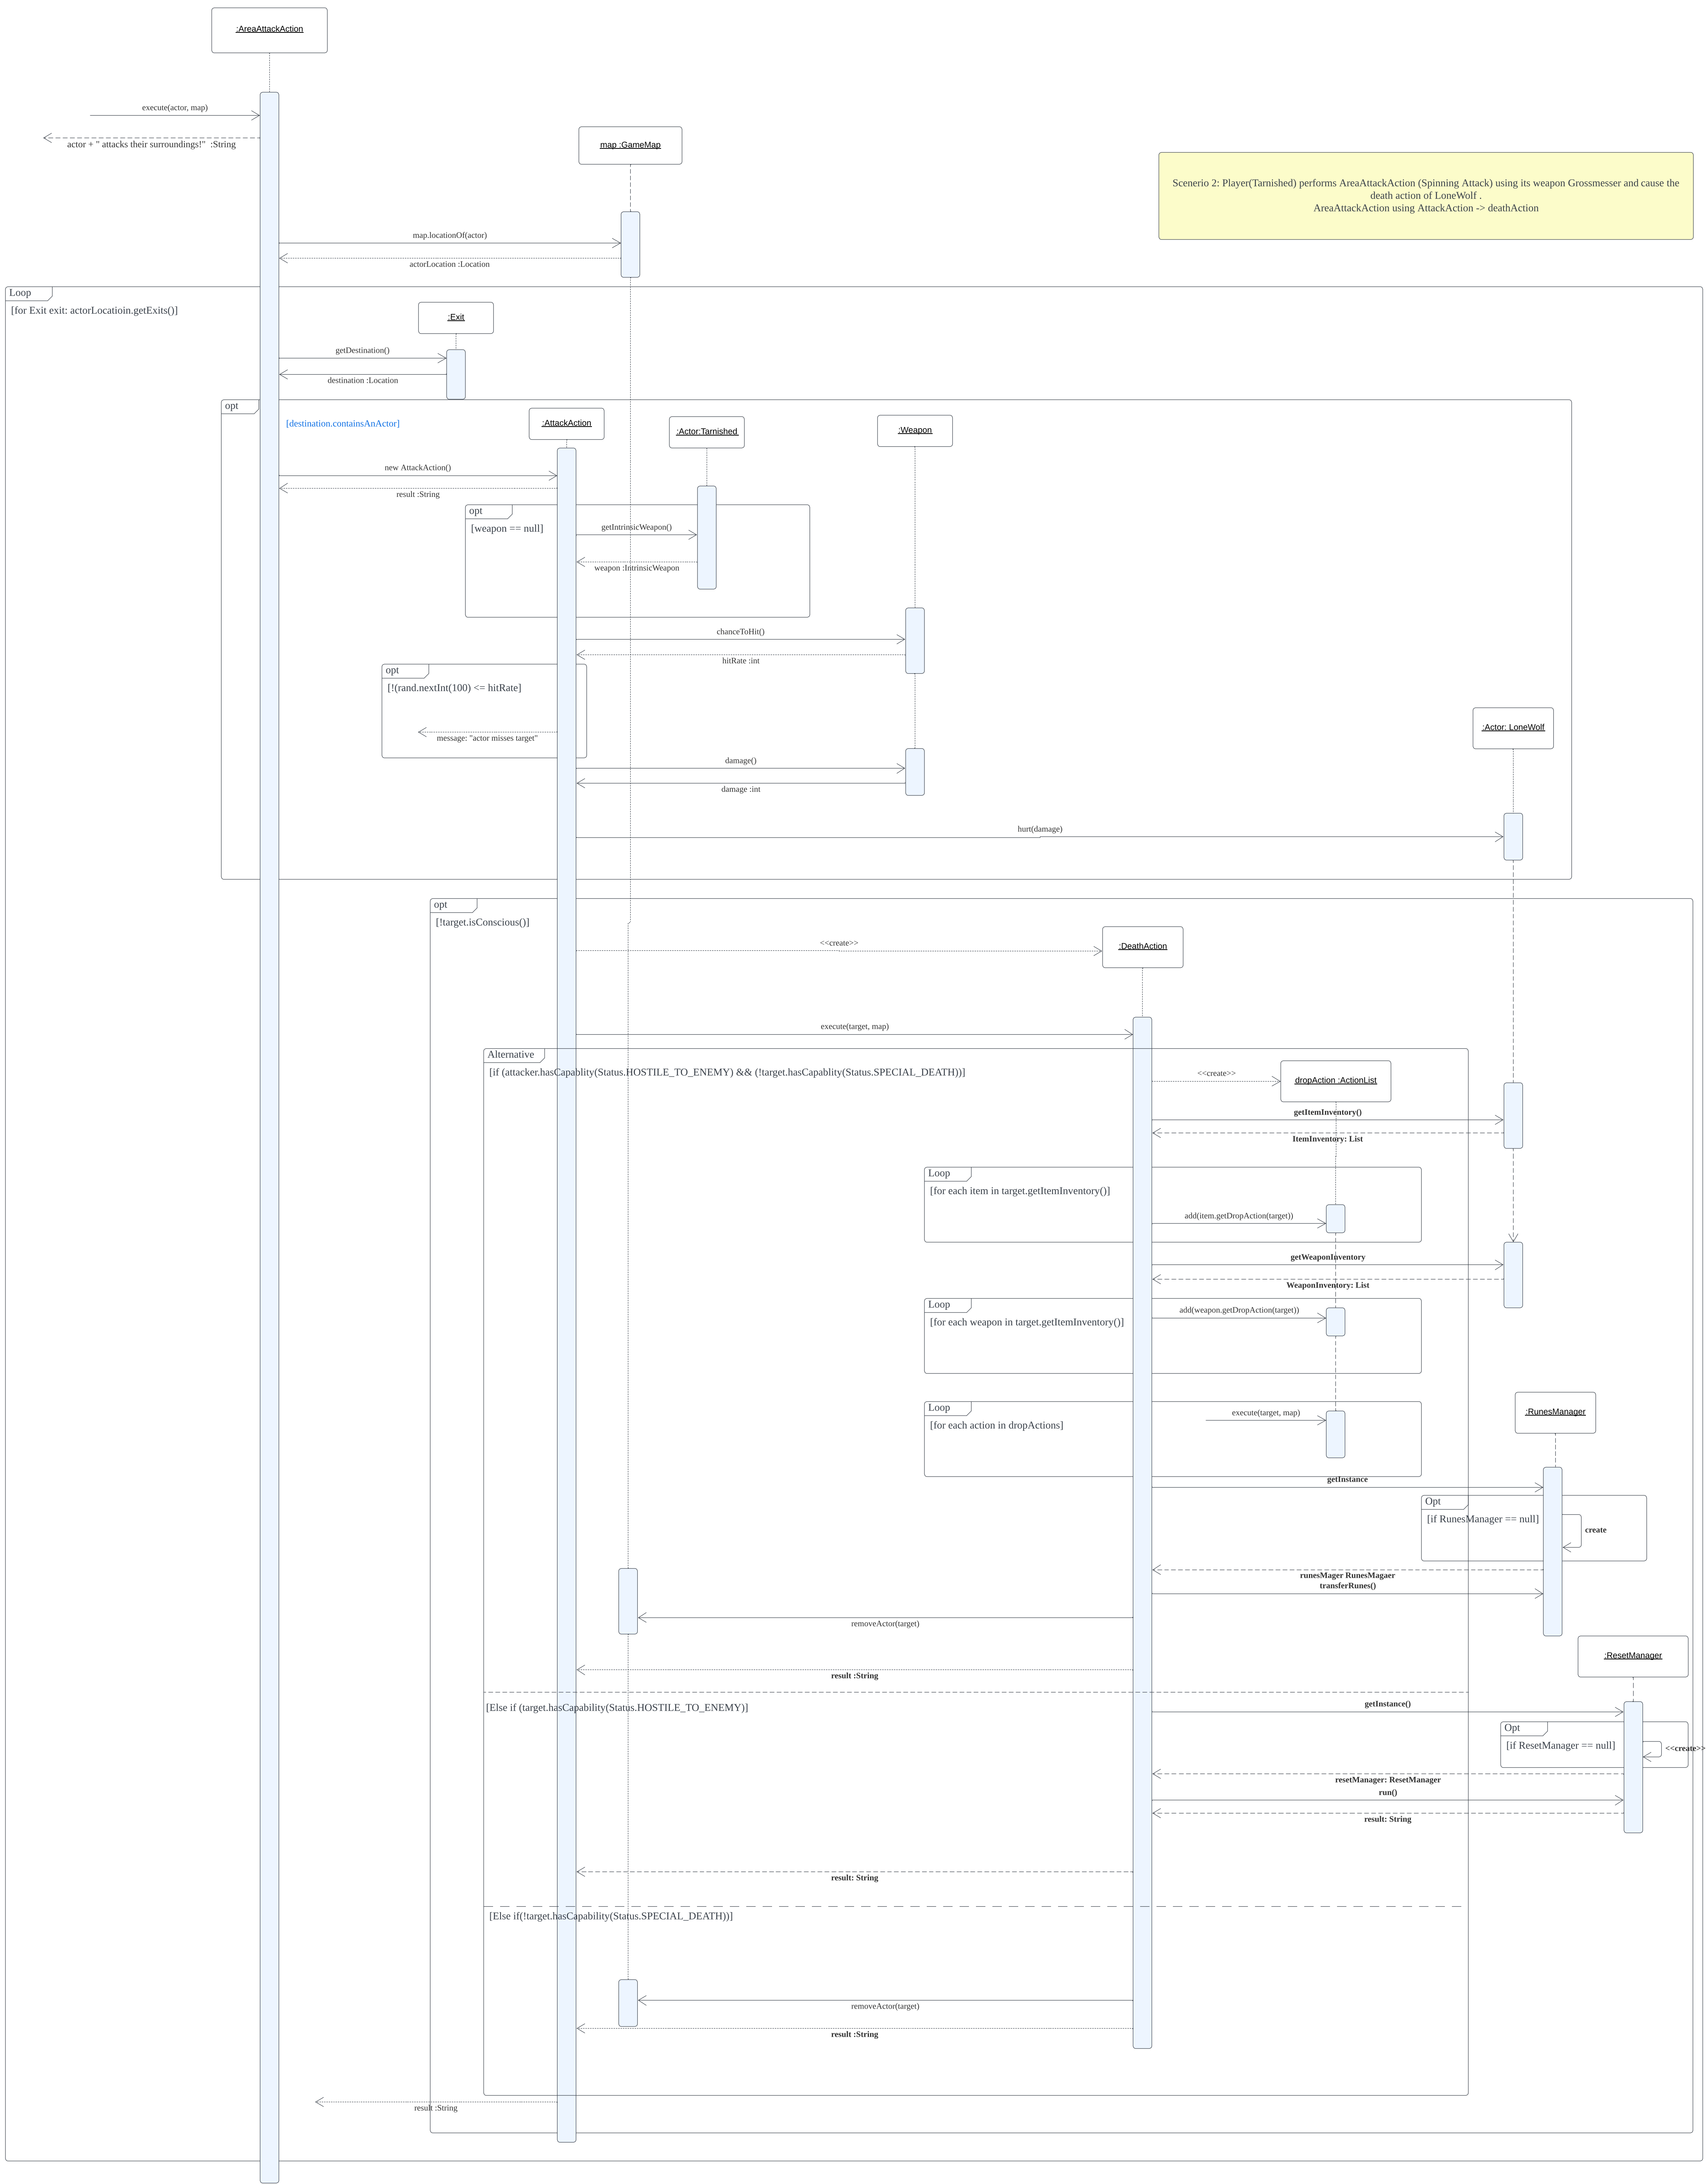 :AreaAttackAction
execute(actor, map)
actor + " attacks their surroundings!"  :String
map :GameMap
Scenerio 2: Player(Tarnished) performs AreaAttackAction (Spinning Attack) using its weapon Grossmesser and cause the
death action of LoneWolf .
AreaAttackAction using AttackAction -> deathAction
map.locationOf(actor)
actorLocation :Location
Loop
[for Exit exit: actorLocatioin.getExits()]
:Exit
getDestination()
destination :Location
opt
[destination.containsAnActor]
:AttackAction
:Actor:Tarnished
:Weapon
new AttackAction()
result :String
opt
[weapon == null]
getIntrinsicWeapon()
weapon :IntrinsicWeapon
chanceToHit()
hitRate :int
opt
[!(rand.nextInt(100) <= hitRate]
message: "actor misses target"
:Actor: LoneWolf
damage()
damage :int
hurt(damage)
opt
[!target.isConscious()]
<<create>>
:DeathAction
execute(target, map)
Alternative
[if (attacker.hasCapablity(Status.HOSTILE_TO_ENEMY) && (!target.hasCapablity(Status.SPECIAL_DEATH))]
<<create>>
dropAction :ActionList
getItemInventory()
ItemInventory: List
Loop
[for each item in target.getItemInventory()]
add(item.getDropAction(target))
getWeaponInventory
WeaponInventory: List
Loop
[for each weapon in target.getItemInventory()]
add(weapon.getDropAction(target))
Loop
[for each action in dropActions]
execute(target, map)
:RunesManager
getInstance
Opt
[if RunesManager == null]
create
runesMager RunesMagaer
transferRunes()
removeActor(target)
result :String
:ResetManager
[Else if (target.hasCapability(Status.HOSTILE_TO_ENEMY)]
getInstance()
Opt
[if ResetManager == null]
<<create>>
resetManager: ResetManager
run()
result: String
result: String
[Else if(!target.hasCapability(Status.SPECIAL_DEATH))]
removeActor(target)
result :String
result :String